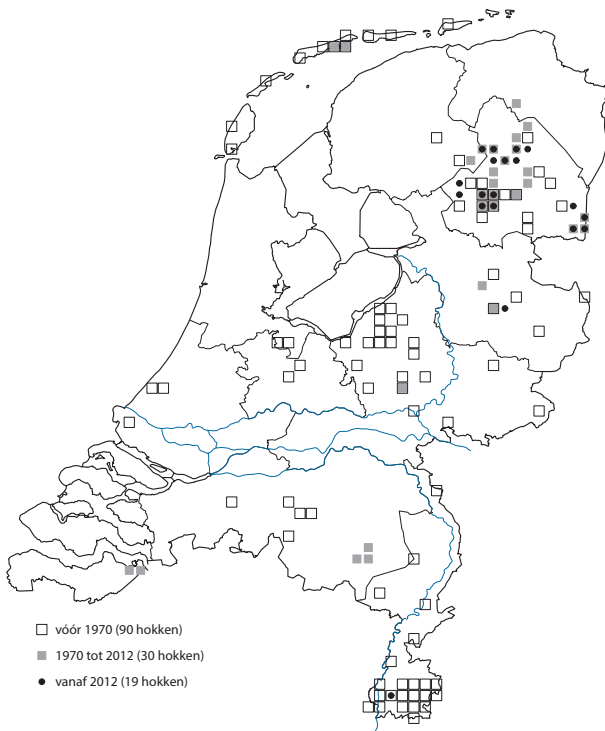 vóór 1970 (90 hokken)
1970 tot 2012 (30 hokken)
vanaf 2012 (19 hokken)